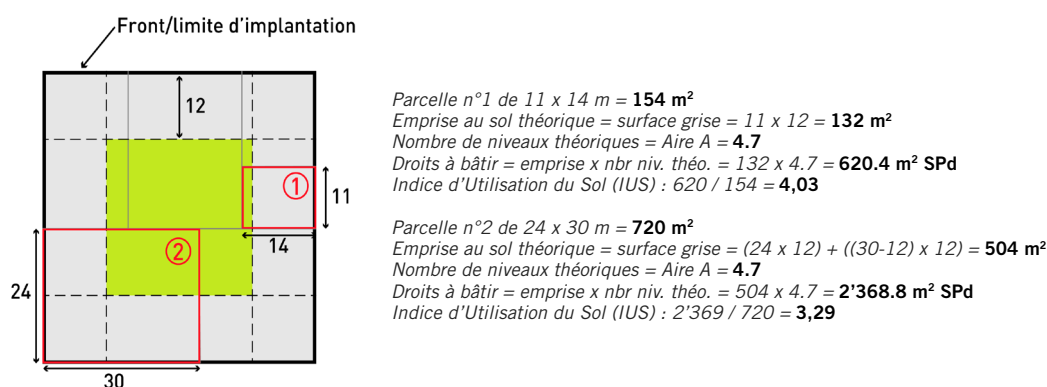 Front/limite d'implantation
12
①
11
14
②
24
30
Parcelle n°1 de 11 x 14 m = 154 m²
Emprise au sol théorique = surface grise = 11 x 12 = 132 m²
Nombre de niveaux théoriques = Aire A = 4.7
Droits à bâtir = emprise x nbr niv. théo. = 132 x 4.7 = 620.4 m² SPd
Indice d'Utilisation du Sol (IUS) : 620 / 154 = 4,03
Parcelle n°2 de 24 x 30 m = 720 m²
Emprise au sol théorique = surface grise = (24 x 12) + ((30-12) x 12) = 504 m²
Nombre de niveaux théoriques = Aire A = 4.7
Droits à bâtir = emprise x nbr niv. théo. = 504 x 4.7 = 2'368.8 m² SPd
Indice d'Utilisation du Sol (IUS) : 2'369 / 720 = 3,29